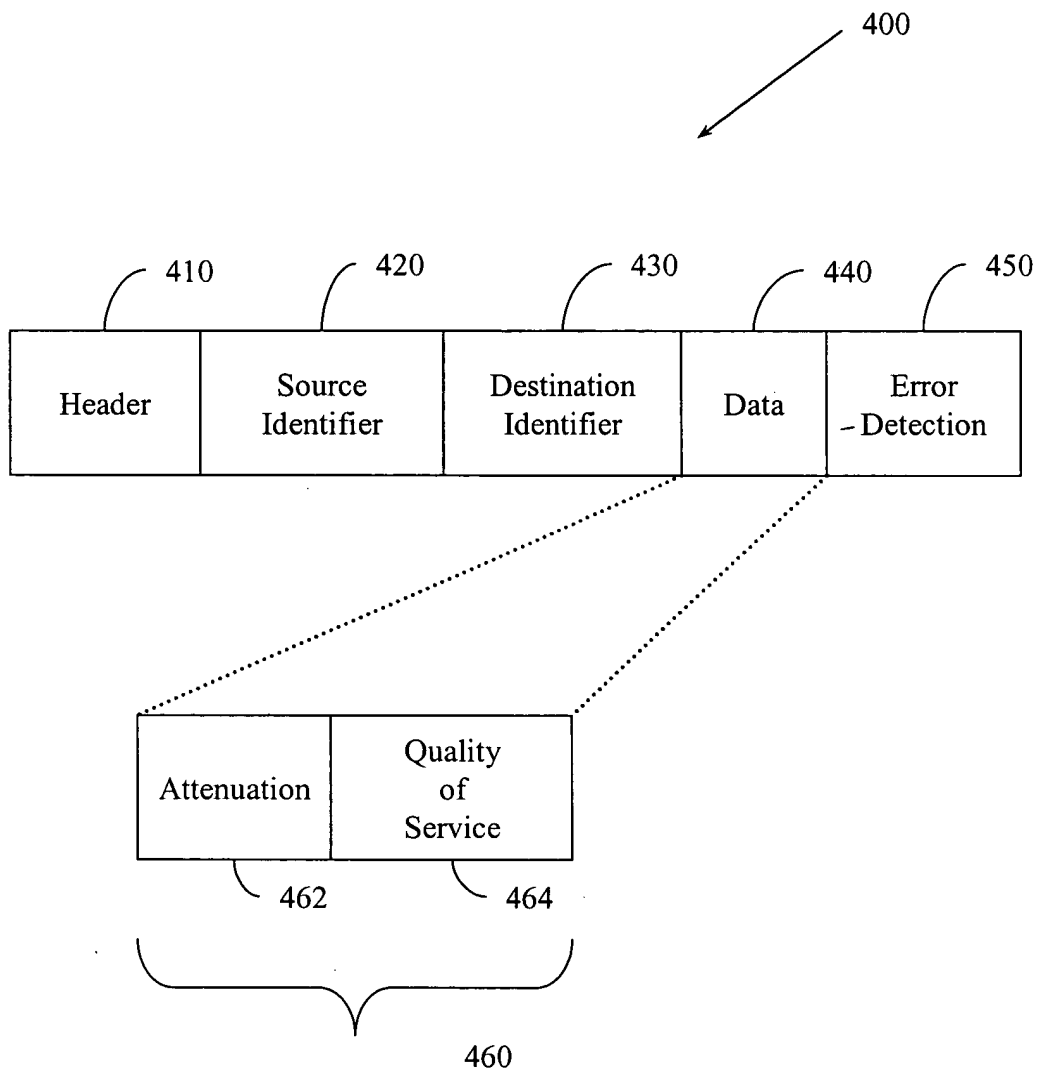 400
410
420
430
440
450
Header
Source
Identifier
Destination
Identifier
Data
Error
Detection
Attenuation
Quality
of
Service
462
464
460